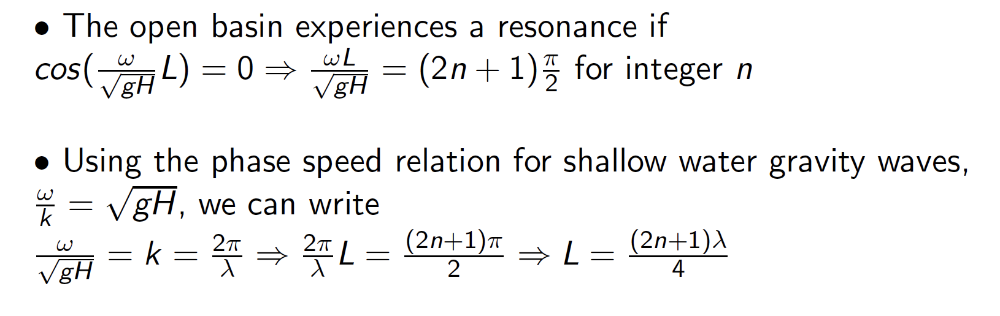 • The open basin experiences a resonance if
cos(ω/√gH L) = 0 ⇒ ωL/√gH = (2n + 1)π/2 for integer n
• Using the phase speed relation for shallow water gravity waves,
ω/k = √gH, we can write
ω/√gH = k = 2π/λ ⇒ 2π/λ L = (2n+1)π/2 ⇒ L = (2n+1)λ/4